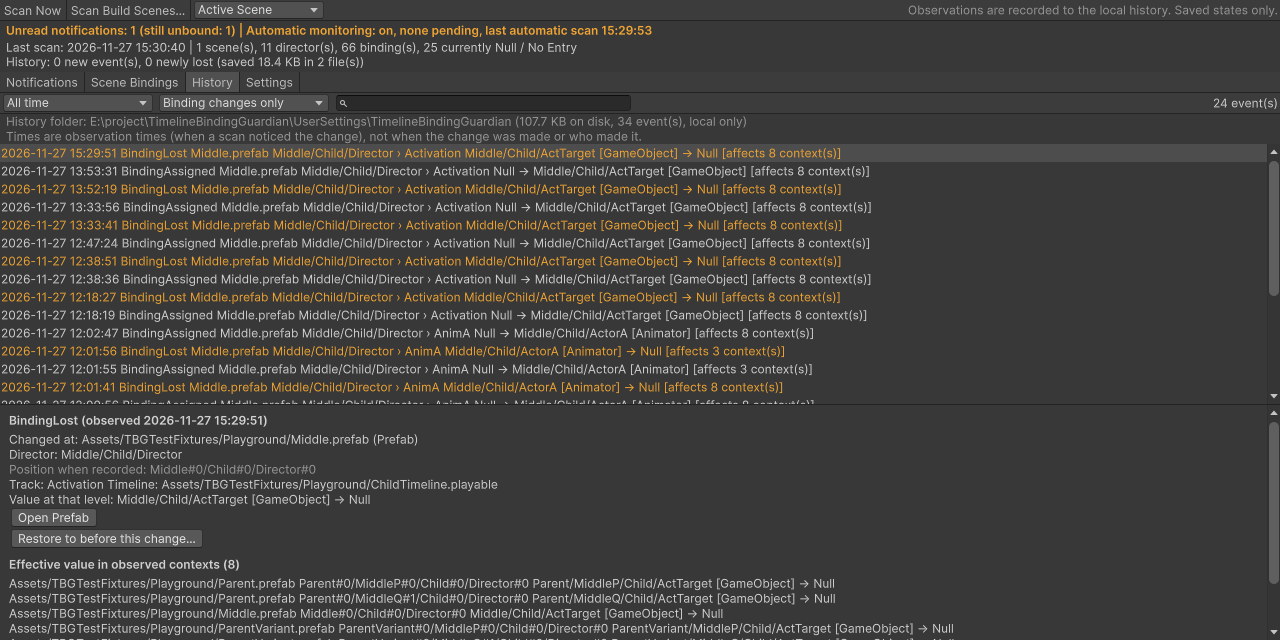 Scan Now Scan Build Scenes... Active Scene Observations are recorded to the local history. Saved states only.
Unread notifications: 1 (still unbound: 1) | Automatic monitoring: on, none pending, last automatic scan 15:29:53
Last scan: 2026-11-27 15:30:40 | 1 scene(s), 11 director(s), 66 binding(s), 25 currently Null / No Entry
History: 0 new event(s), 0 newly lost (saved 18.4 KB in 2 file(s))
Notifications Scene Bindings History Settings
All time Binding changes only 24 event(s)
History folder: E:\project\TimelineBindingGuardian\UserSettings\TimelineBindingGuardian (107.7 KB on disk, 34 event(s), local only)
Times are observation times (when a scan noticed the change), not when the change was made or who made it.
2026-11-27 15:29:51 BindingLost Middle.prefab Middle/Child/Director › Activation Middle/Child/ActTarget [GameObject] → Null [affects 8 context(s)]
2026-11-27 13:53:31 BindingAssigned Middle.prefab Middle/Child/Director › Activation Null → Middle/Child/ActTarget [GameObject] [affects 8 context(s)]
2026-11-27 13:52:19 BindingLost Middle.prefab Middle/Child/Director › Activation Middle/Child/ActTarget [GameObject] → Null [affects 8 context(s)]
2026-11-27 13:33:56 BindingAssigned Middle.prefab Middle/Child/Director › Activation Null → Middle/Child/ActTarget [GameObject] [affects 8 context(s)]
2026-11-27 13:33:41 BindingLost Middle.prefab Middle/Child/Director › Activation Middle/Child/ActTarget [GameObject] → Null [affects 8 context(s)]
2026-11-27 12:47:24 BindingAssigned Middle.prefab Middle/Child/Director › Activation Null → Middle/Child/ActTarget [GameObject] [affects 8 context(s)]
2026-11-27 12:38:51 BindingLost Middle.prefab Middle/Child/Director › Activation Middle/Child/ActTarget [GameObject] → Null [affects 8 context(s)]
2026-11-27 12:38:36 BindingAssigned Middle.prefab Middle/Child/Director › Activation Null → Middle/Child/ActTarget [GameObject] [affects 8 context(s)]
2026-11-27 12:18:27 BindingLost Middle.prefab Middle/Child/Director › Activation Middle/Child/ActTarget [GameObject] → Null [affects 8 context(s)]
2026-11-27 12:18:19 BindingAssigned Middle.prefab Middle/Child/Director › Activation Null → Middle/Child/ActTarget [GameObject] [affects 8 context(s)]
2026-11-27 12:02:47 BindingAssigned Middle.prefab Middle/Child/Director › AnimA Null → Middle/Child/ActorA [Animator] [affects 8 context(s)]
2026-11-27 12:01:56 BindingLost Middle.prefab Middle/Child/Director › AnimA Middle/Child/ActorA [Animator] → Null [affects 3 context(s)]
2026-11-27 12:01:55 BindingAssigned Middle.prefab Middle/Child/Director › AnimA Null → Middle/Child/ActorA [Animator] [affects 3 context(s)]
2026-11-27 12:01:41 BindingLost Middle.prefab Middle/Child/Director › AnimA Middle/Child/ActorA [Animator] → Null [affects 8 context(s)]
BindingLost (observed 2026-11-27 15:29:51)
Changed at: Assets/TBGTestFixtures/Playground/Middle.prefab (Prefab)
Director: Middle/Child/Director
Position when recorded: Middle#0/Child#0/Director#0
Track: Activation Timeline: Assets/TBGTestFixtures/Playground/ChildTimeline.playable
Value at that level: Middle/Child/ActTarget [GameObject] → Null
Open Prefab
Restore to before this change...
Effective value in observed contexts (8)
Assets/TBGTestFixtures/Playground/Parent.prefab Parent#0/MiddleP#0/Child#0/Director#0 Parent/MiddleP/Child/ActTarget [GameObject] → Null
Assets/TBGTestFixtures/Playground/Parent.prefab Parent#0/MiddleQ#1/Child#0/Director#0 Parent/MiddleQ/Child/ActTarget [GameObject] → Null
Assets/TBGTestFixtures/Playground/Middle.prefab Middle#0/Child#0/Director#0 Middle/Child/ActTarget [GameObject] → Null
Assets/TBGTestFixtures/Playground/ParentVariant.prefab ParentVariant#0/MiddleP#0/Child#0/Director#0 ParentVariant/MiddleP/Child/ActTarget [GameObject] → Null